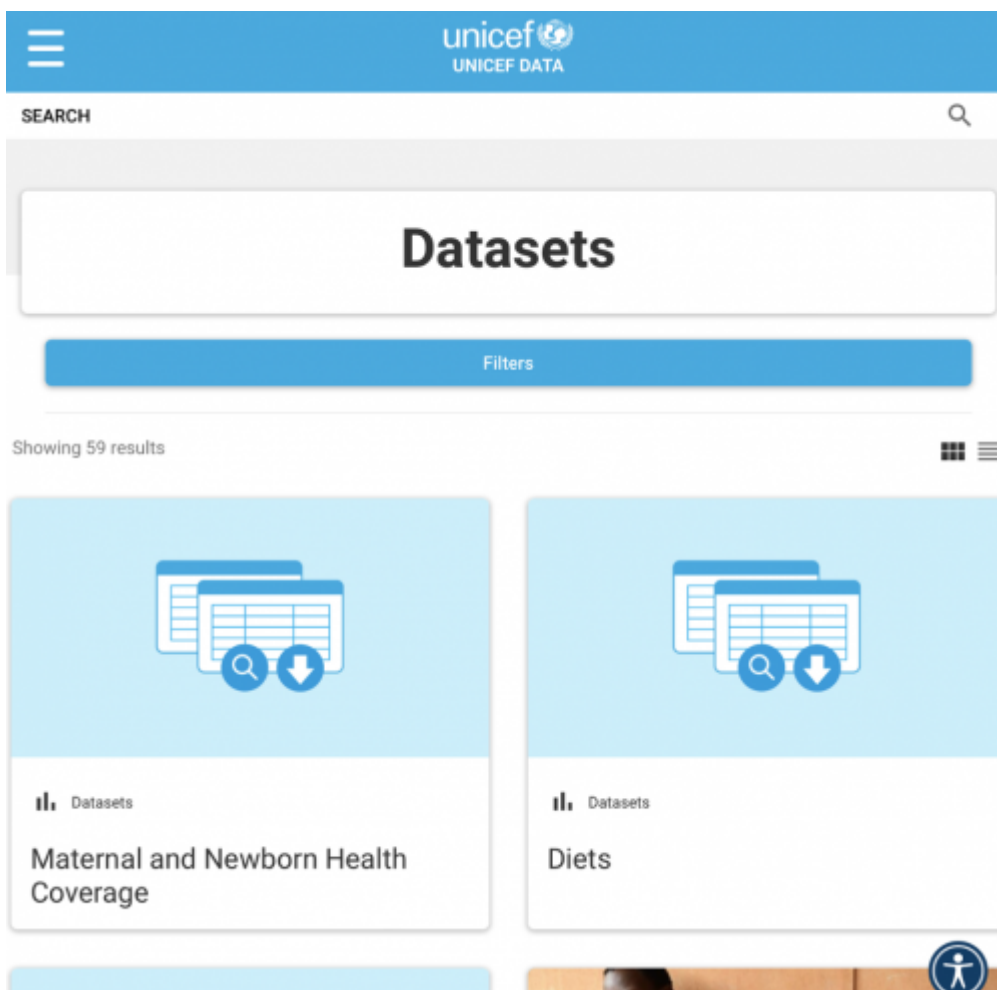 unicef
UNICEF DATA
SEARCH
Datasets
Filters
Showing 59 results
Datasets
Maternal and Newborn Health
Coverage
Datasets
Diets